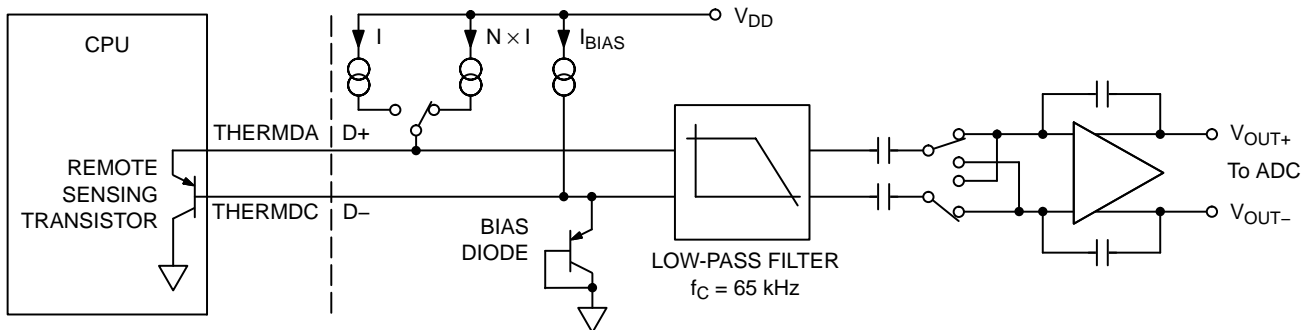 CPU
I
N × I
I_BIAS
V_DD
THERMDA
D+
REMOTE
SENSING
TRANSISTOR
THERMDC
D−
BIAS
DIODE
LOW-PASS FILTER
f_C = 65 kHz
V_OUT+
To ADC
V_OUT−